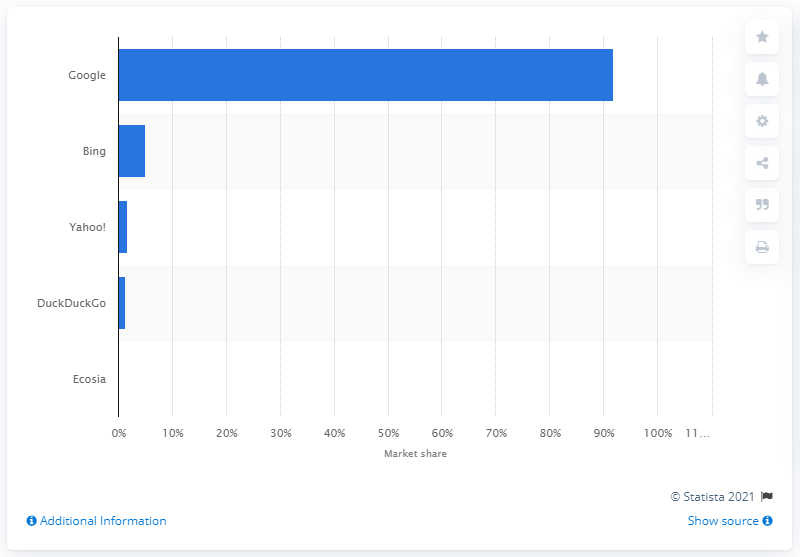 Google
Bing
Yahoo!
DuckDuckGo
Ecosia
0% 10% 20% 30% 40% 50% 60% 70% 80% 90% 100% 11…
Market share
© Statista 2021
Additional Information
Show source